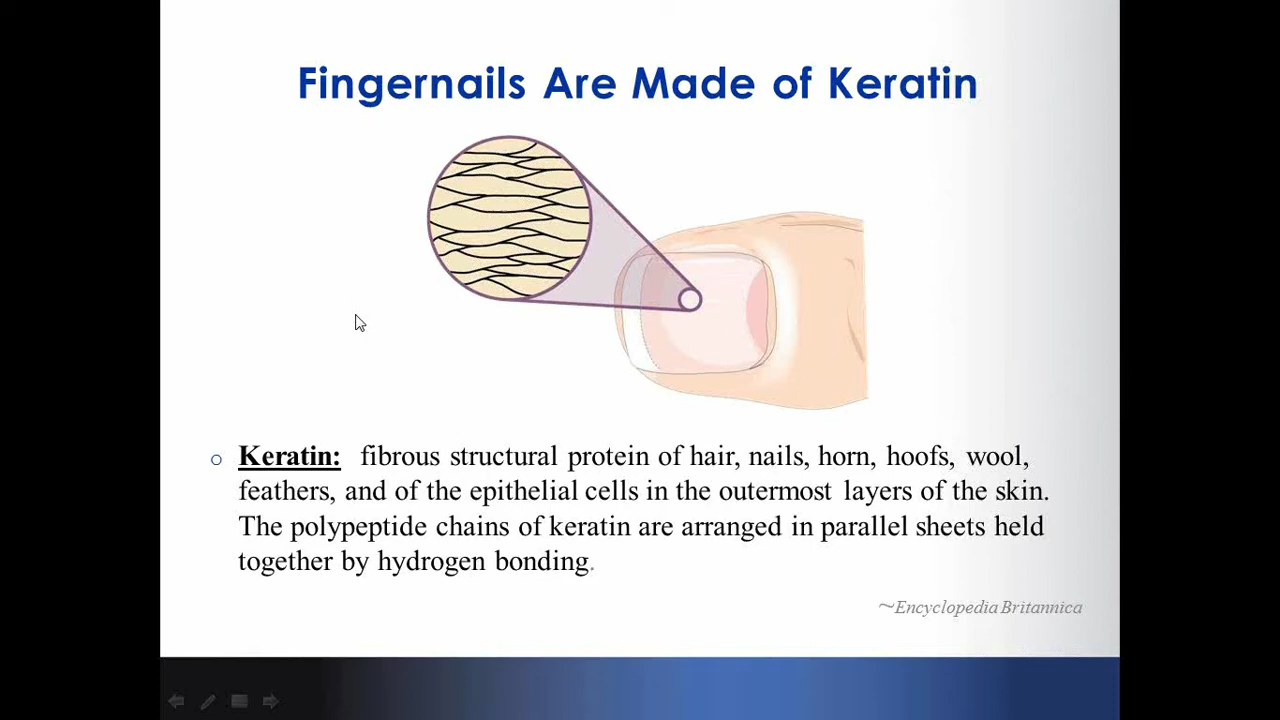 Fingernails Are Made of Keratin
Keratin: fibrous structural protein of hair, nails, horn, hoofs, wool,
feathers, and of the epithelial cells in the outermost layers of the skin.
The polypeptide chains of keratin are arranged in parallel sheets held
together by hydrogen bonding.
~Encyclopedia Britannica